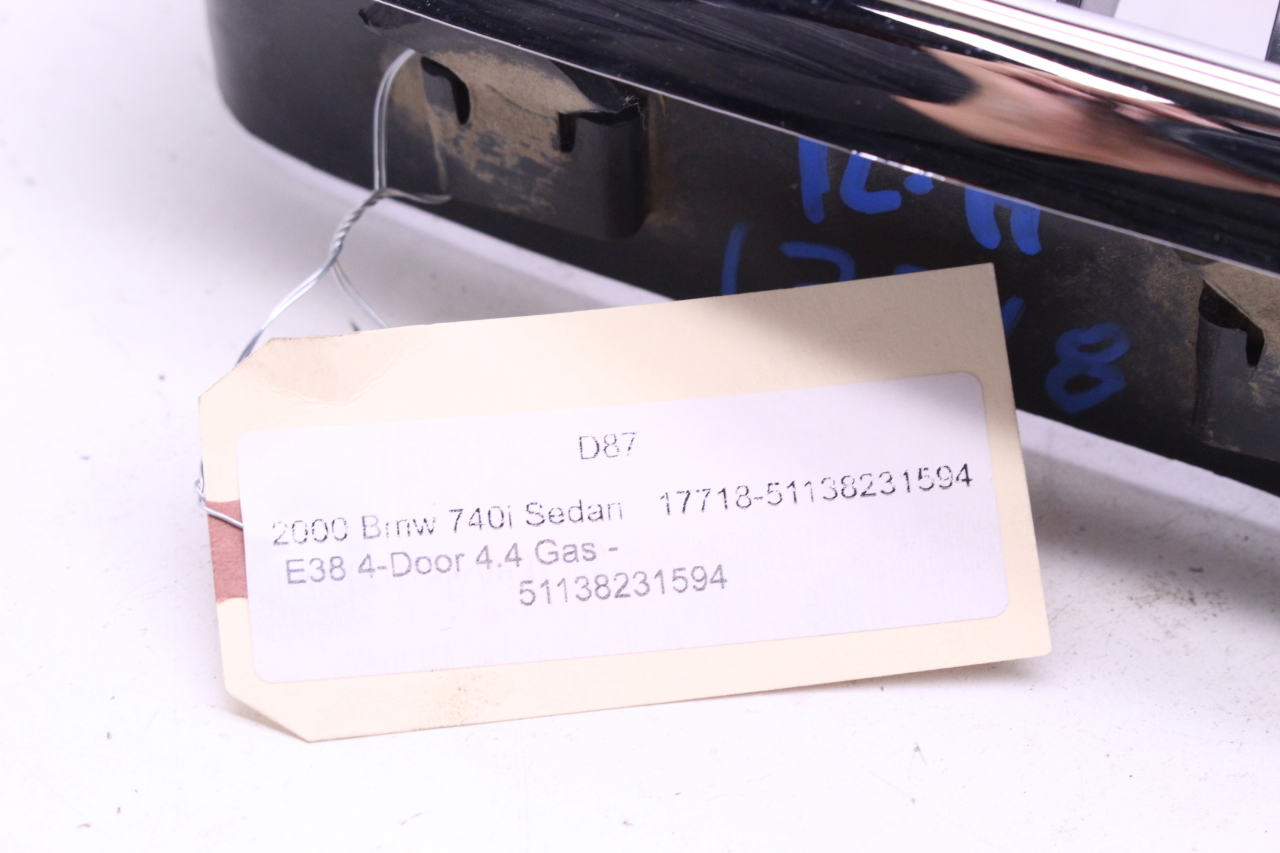 D87
2000 Bmw 740i Sedan 17718-51138231594
E38 4-Door 4.4 Gas -
51138231594